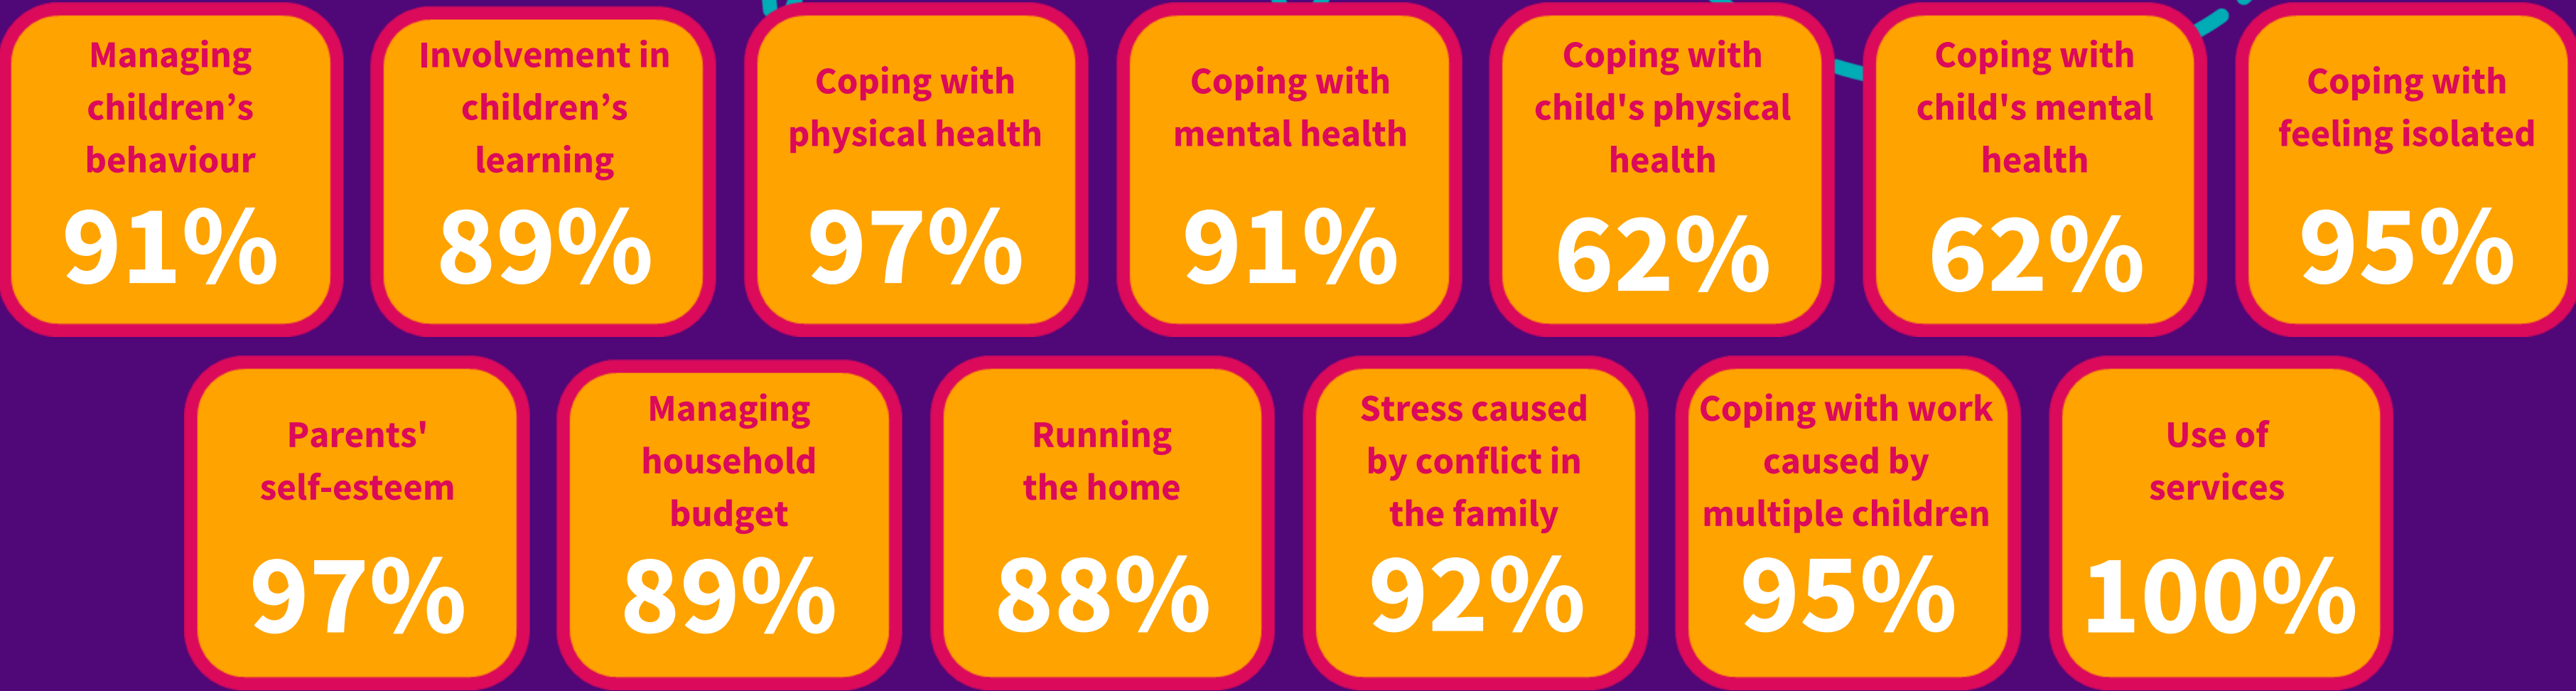 Managing
children’s
behaviour
91%
Involvement in
children’s
learning
89%
Coping with
physical health
97%
Coping with
mental health
91%
Coping with
child's physical
health
62%
Coping with
child's mental
health
62%
Coping with
feeling isolated
95%
Parents'
self-esteem
97%
Managing
household
budget
89%
Running
the home
88%
Stress caused
by conflict in
the family
92%
Coping with work
caused by
multiple children
95%
Use of
services
100%